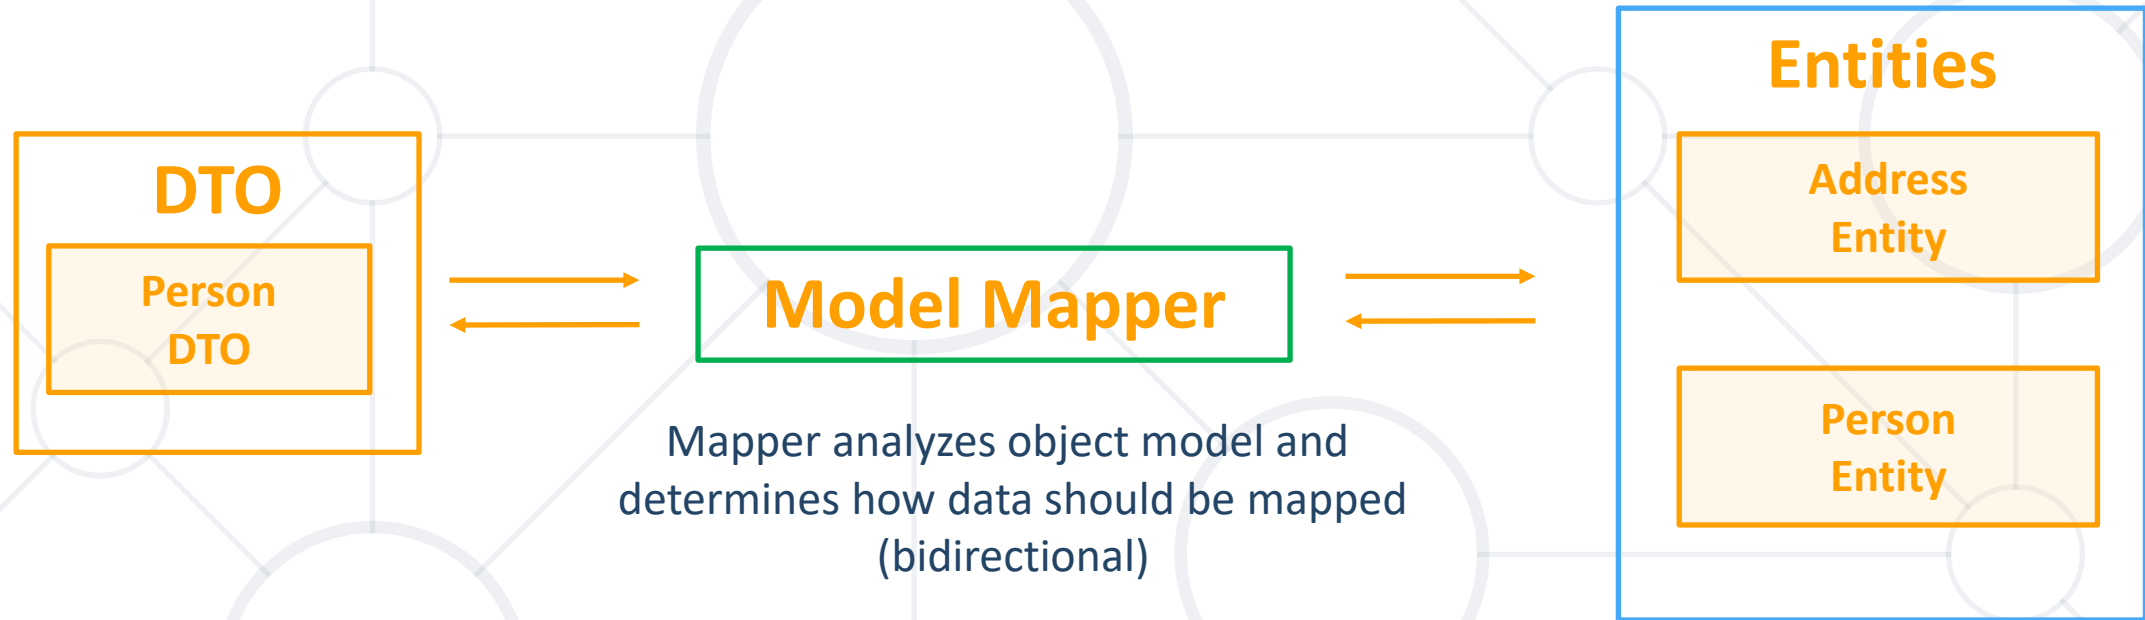 DTO
Person
DTO
Model Mapper
Mapper analyzes object model and
determines how data should be mapped
(bidirectional)
Entities
Address
Entity
Person
Entity